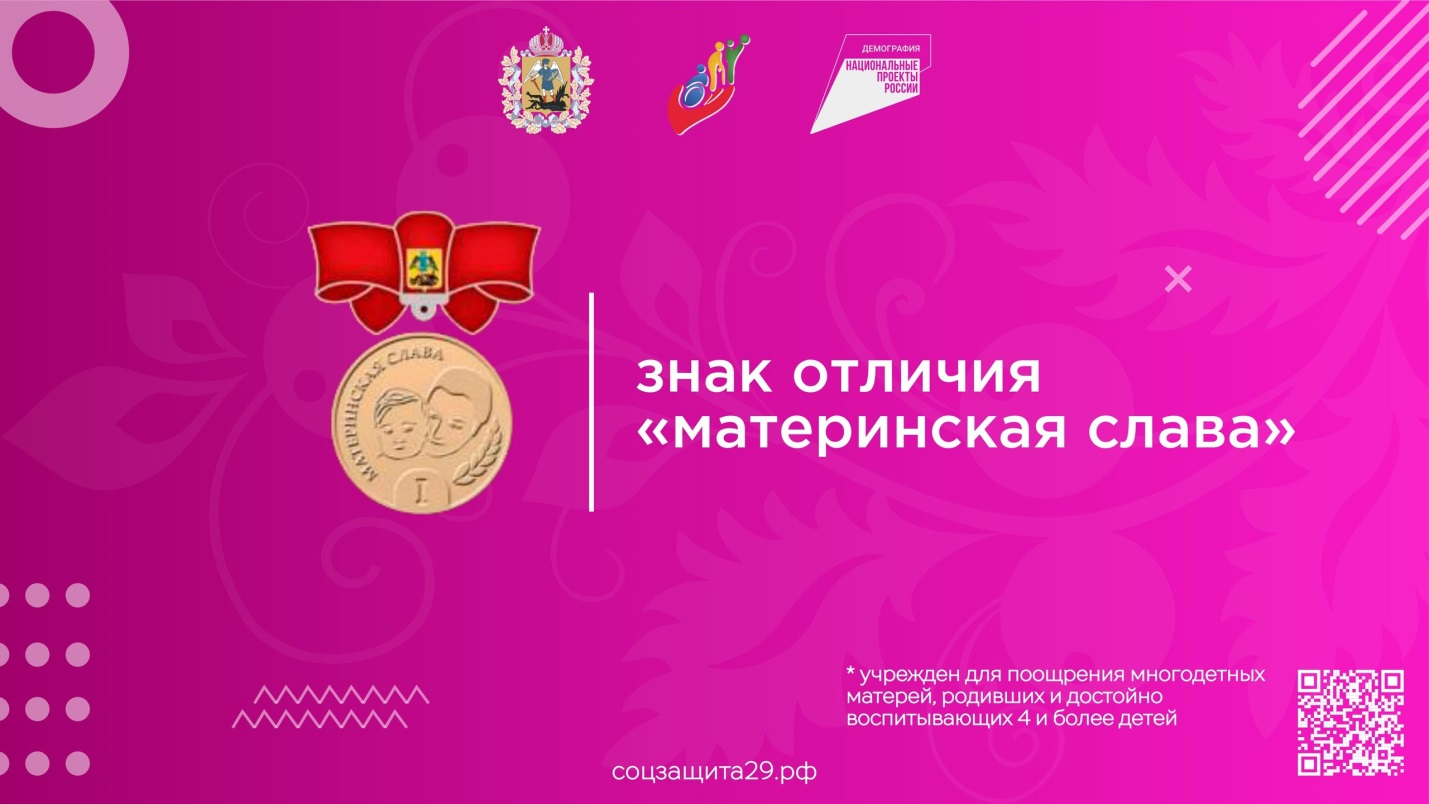 ДЕМОГРАФИЯ
НАЦИОНАЛЬНЫЕ
ПРОЕКТЫ
РОССИИ
МАТЕРИНСКАЯ СЛАВА
I
знак отличия
«материнская слава»
* учрежден для поощрения многодетных
матерей, родивших и достойно
воспитывающих 4 и более детей
соцзащита29.рф